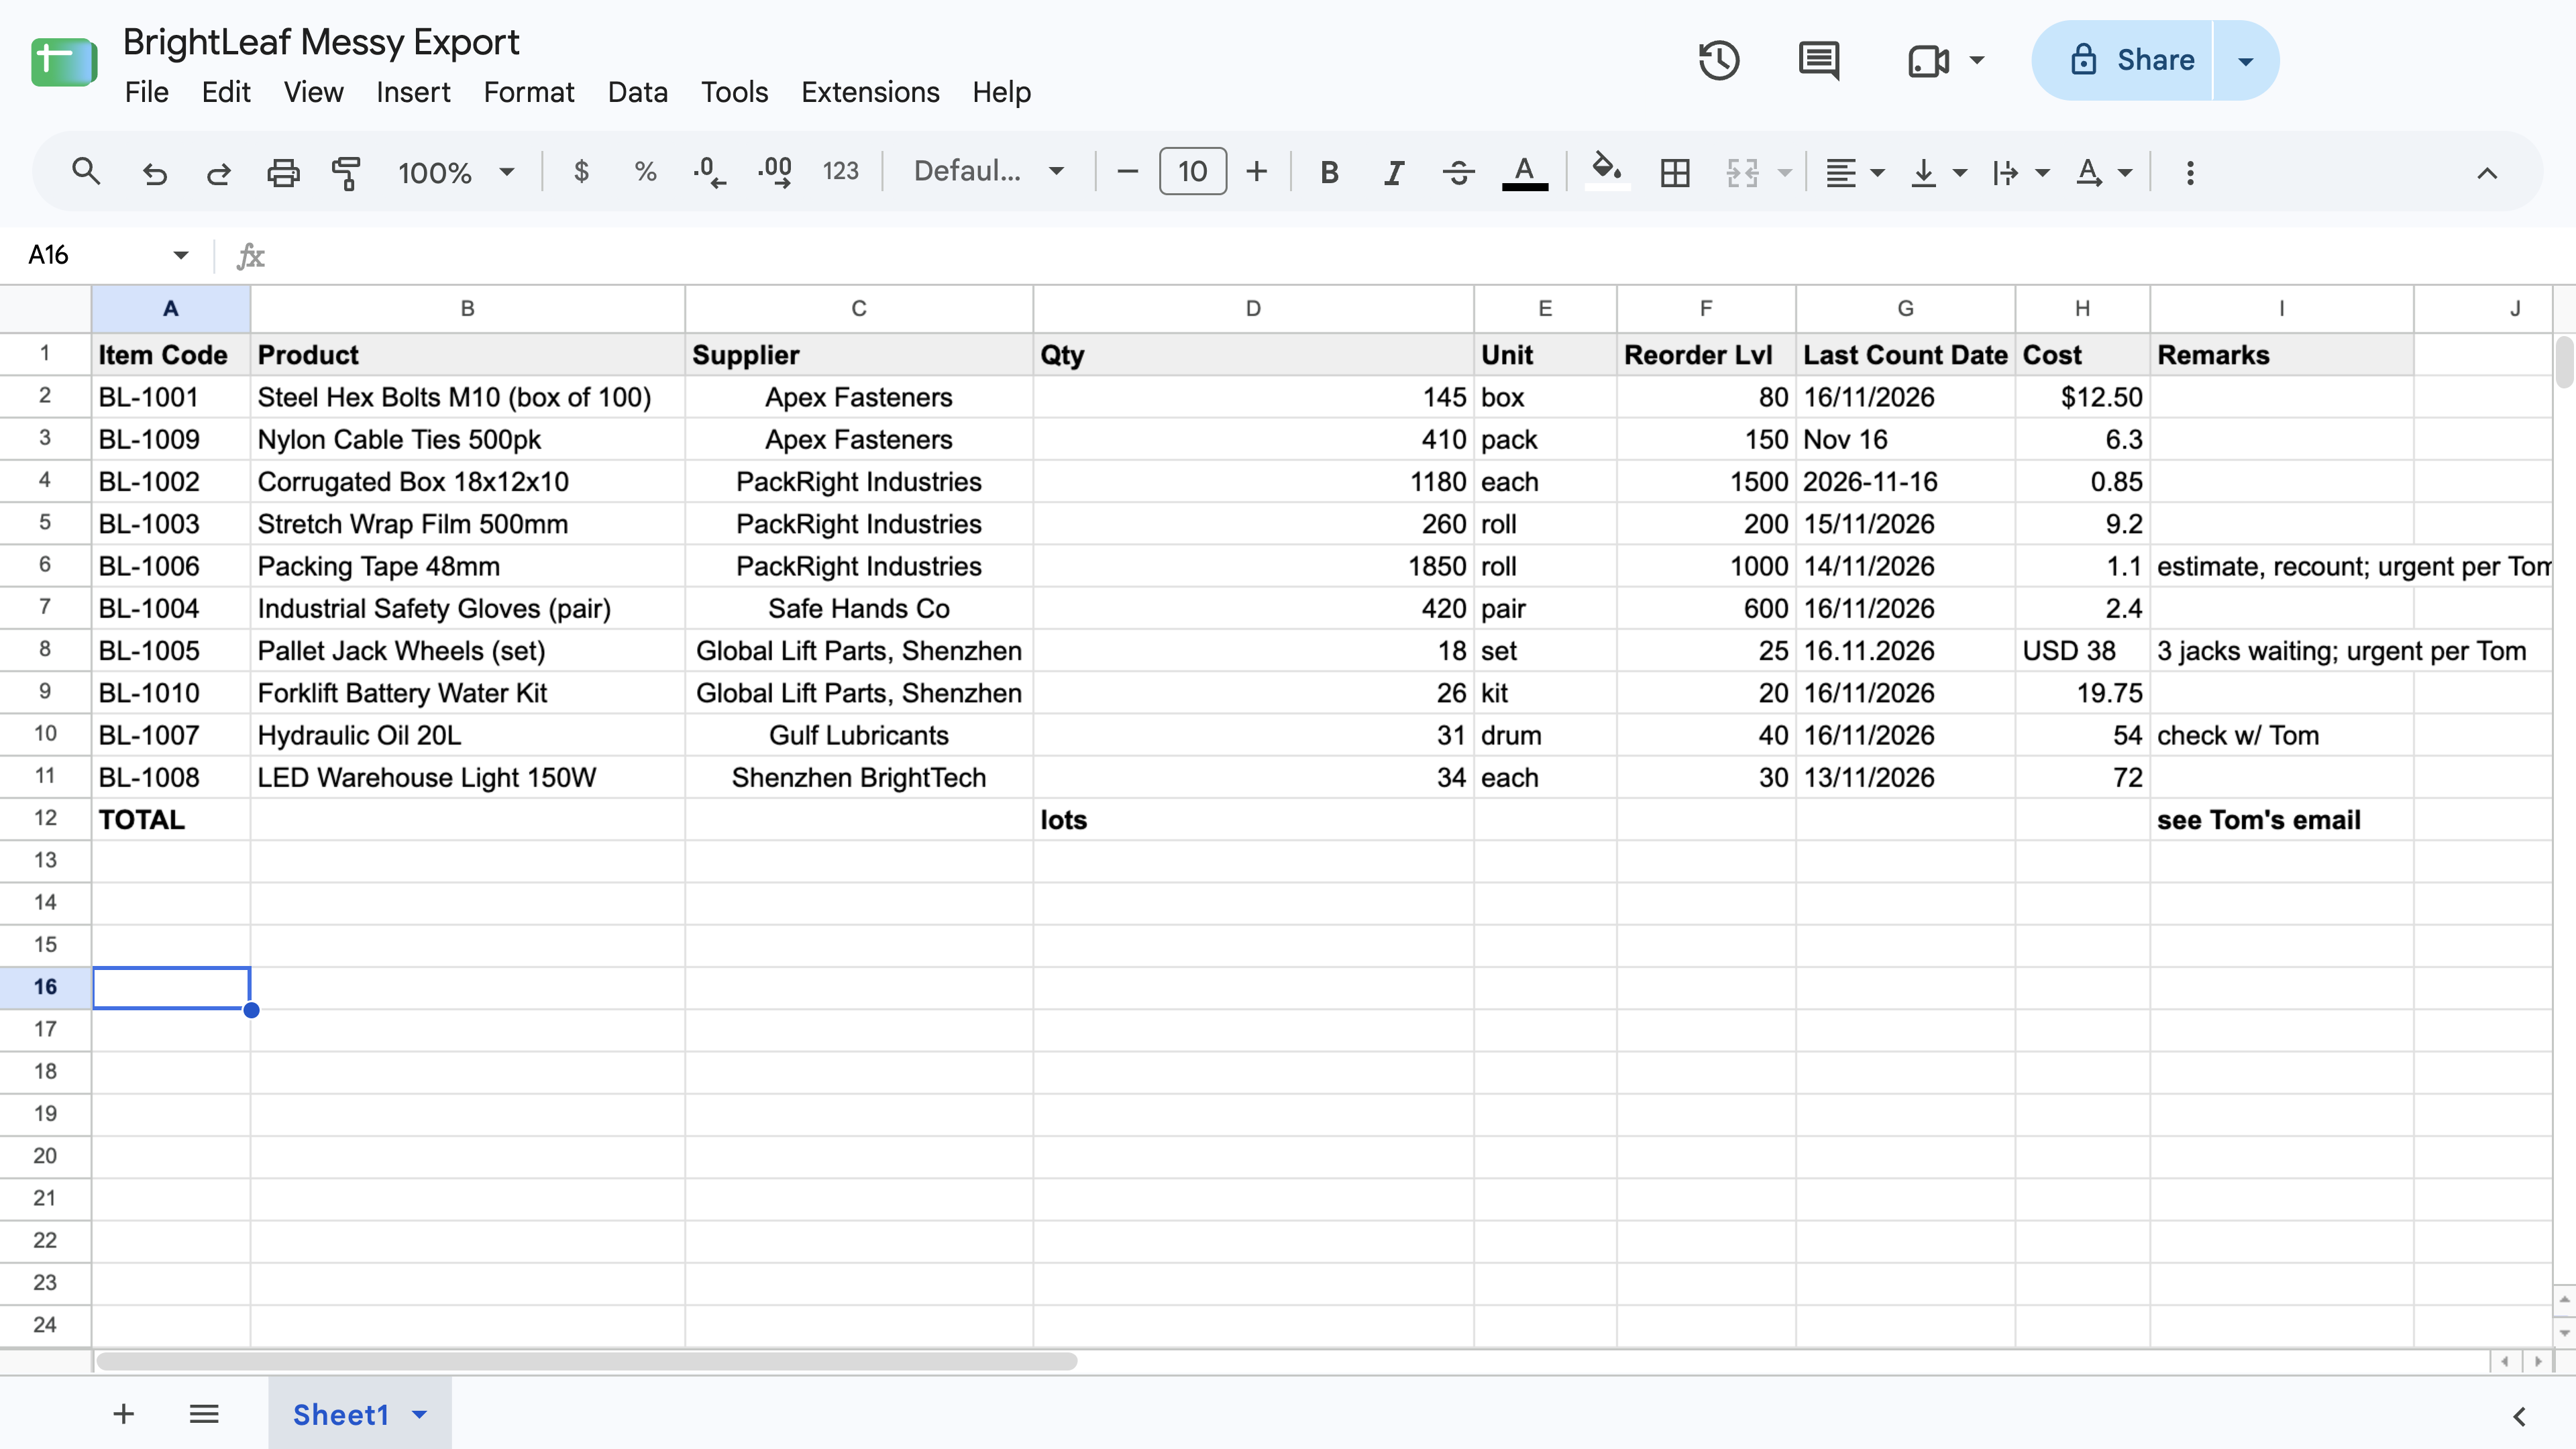 BrightLeaf Messy Export
File Edit View Insert Format Data Tools Extensions Help
Share
100% $ % .0 .00 123 Defaul... 10 B I A A
A16 fx
A B C D E F G H I J
1 Item Code Product Supplier Qty Unit Reorder Lvl Last Count Date Cost Remarks
2 BL-1001 Steel Hex Bolts M10 (box of 100) Apex Fasteners 145 box 80 16/11/2026 $12.50
3 BL-1009 Nylon Cable Ties 500pk Apex Fasteners 410 pack 150 Nov 16 6.3
4 BL-1002 Corrugated Box 18x12x10 PackRight Industries 1180 each 1500 2026-11-16 0.85
5 BL-1003 Stretch Wrap Film 500mm PackRight Industries 260 roll 200 15/11/2026 9.2
6 BL-1006 Packing Tape 48mm PackRight Industries 1850 roll 1000 14/11/2026 1.1 estimate, recount; urgent per Tom
7 BL-1004 Industrial Safety Gloves (pair) Safe Hands Co 420 pair 600 16/11/2026 2.4
8 BL-1005 Pallet Jack Wheels (set) Global Lift Parts, Shenzhen 18 set 25 16.11.2026 USD 38 3 jacks waiting; urgent per Tom
9 BL-1010 Forklift Battery Water Kit Global Lift Parts, Shenzhen 26 kit 20 16/11/2026 19.75
10 BL-1007 Hydraulic Oil 20L Gulf Lubricants 31 drum 40 16/11/2026 54 check w/ Tom
11 BL-1008 LED Warehouse Light 150W Shenzhen BrightTech 34 each 30 13/11/2026 72
12 TOTAL lots see Tom's email
13
14
15
16
17
18
19
20
21
22
23
24
Sheet1